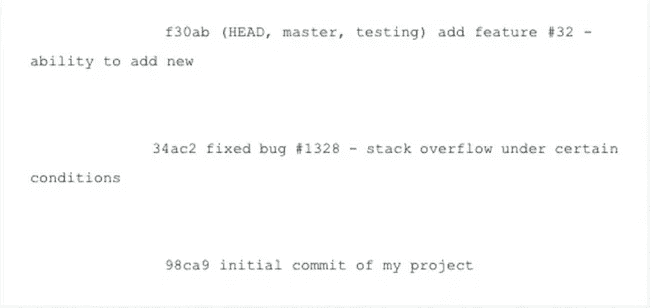 f30ab (HEAD, master, testing) add feature #32 -
ability to add new
34ac2 fixed bug #1328 - stack overflow under certain
conditions
98ca9 initial commit of my project